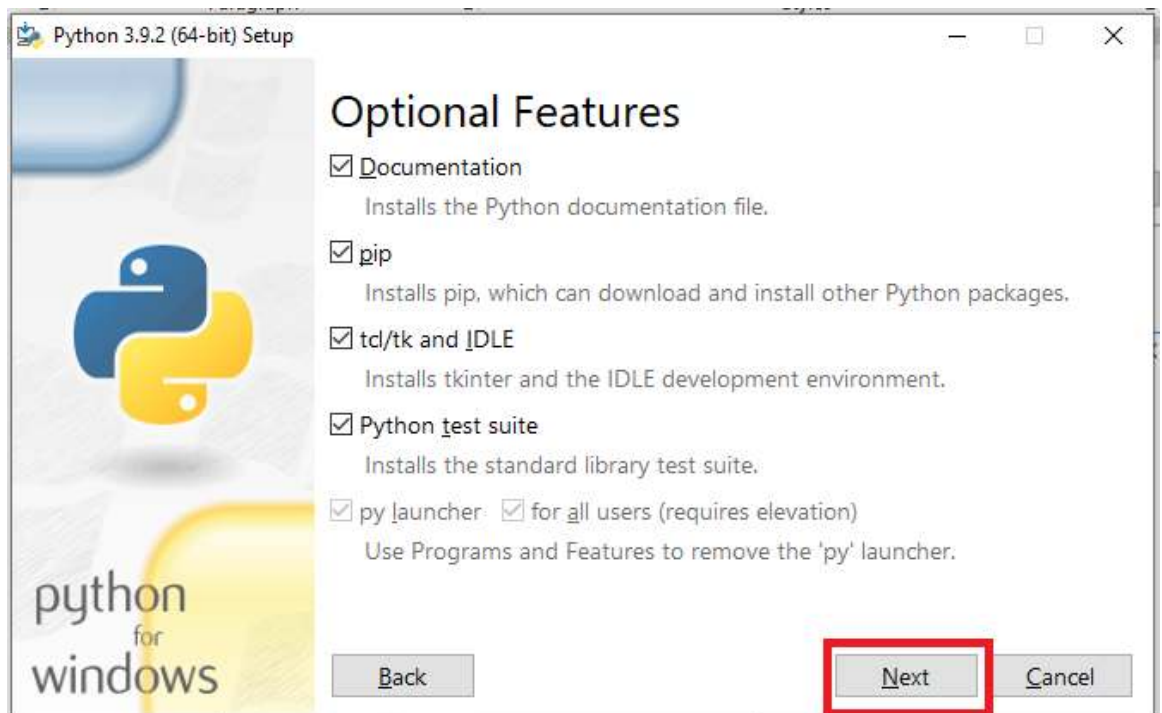 Python 3.9.2 (64-bit) Setup
Optional Features
Documentation
Installs the Python documentation file.
pip
Installs pip, which can download and install other Python packages.
tcl/tk and IDLE
Installs tkinter and the IDLE development environment.
Python test suite
Installs the standard library test suite.
py launcher for all users (requires elevation)
Use Programs and Features to remove the 'py' launcher.
python
for
windows
Back Next Cancel